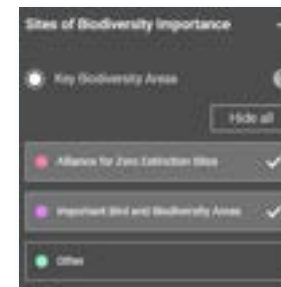 Sites of Biodiversity Importance
Key Biodiversity Areas
Hide all
Alliance for Zero Extinction Sites
Important Bird and Biodiversity Areas
Other